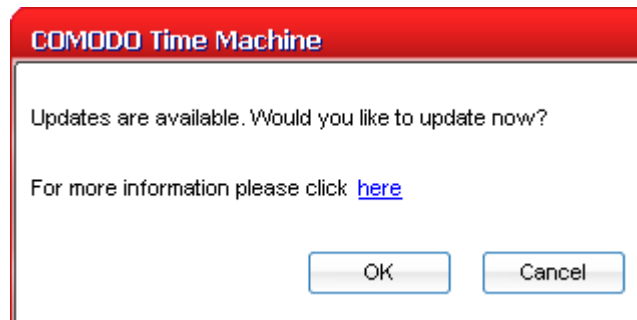 COMODO Time Machine
Updates are available. Would you like to update now?
For more information please click here
OK Cancel